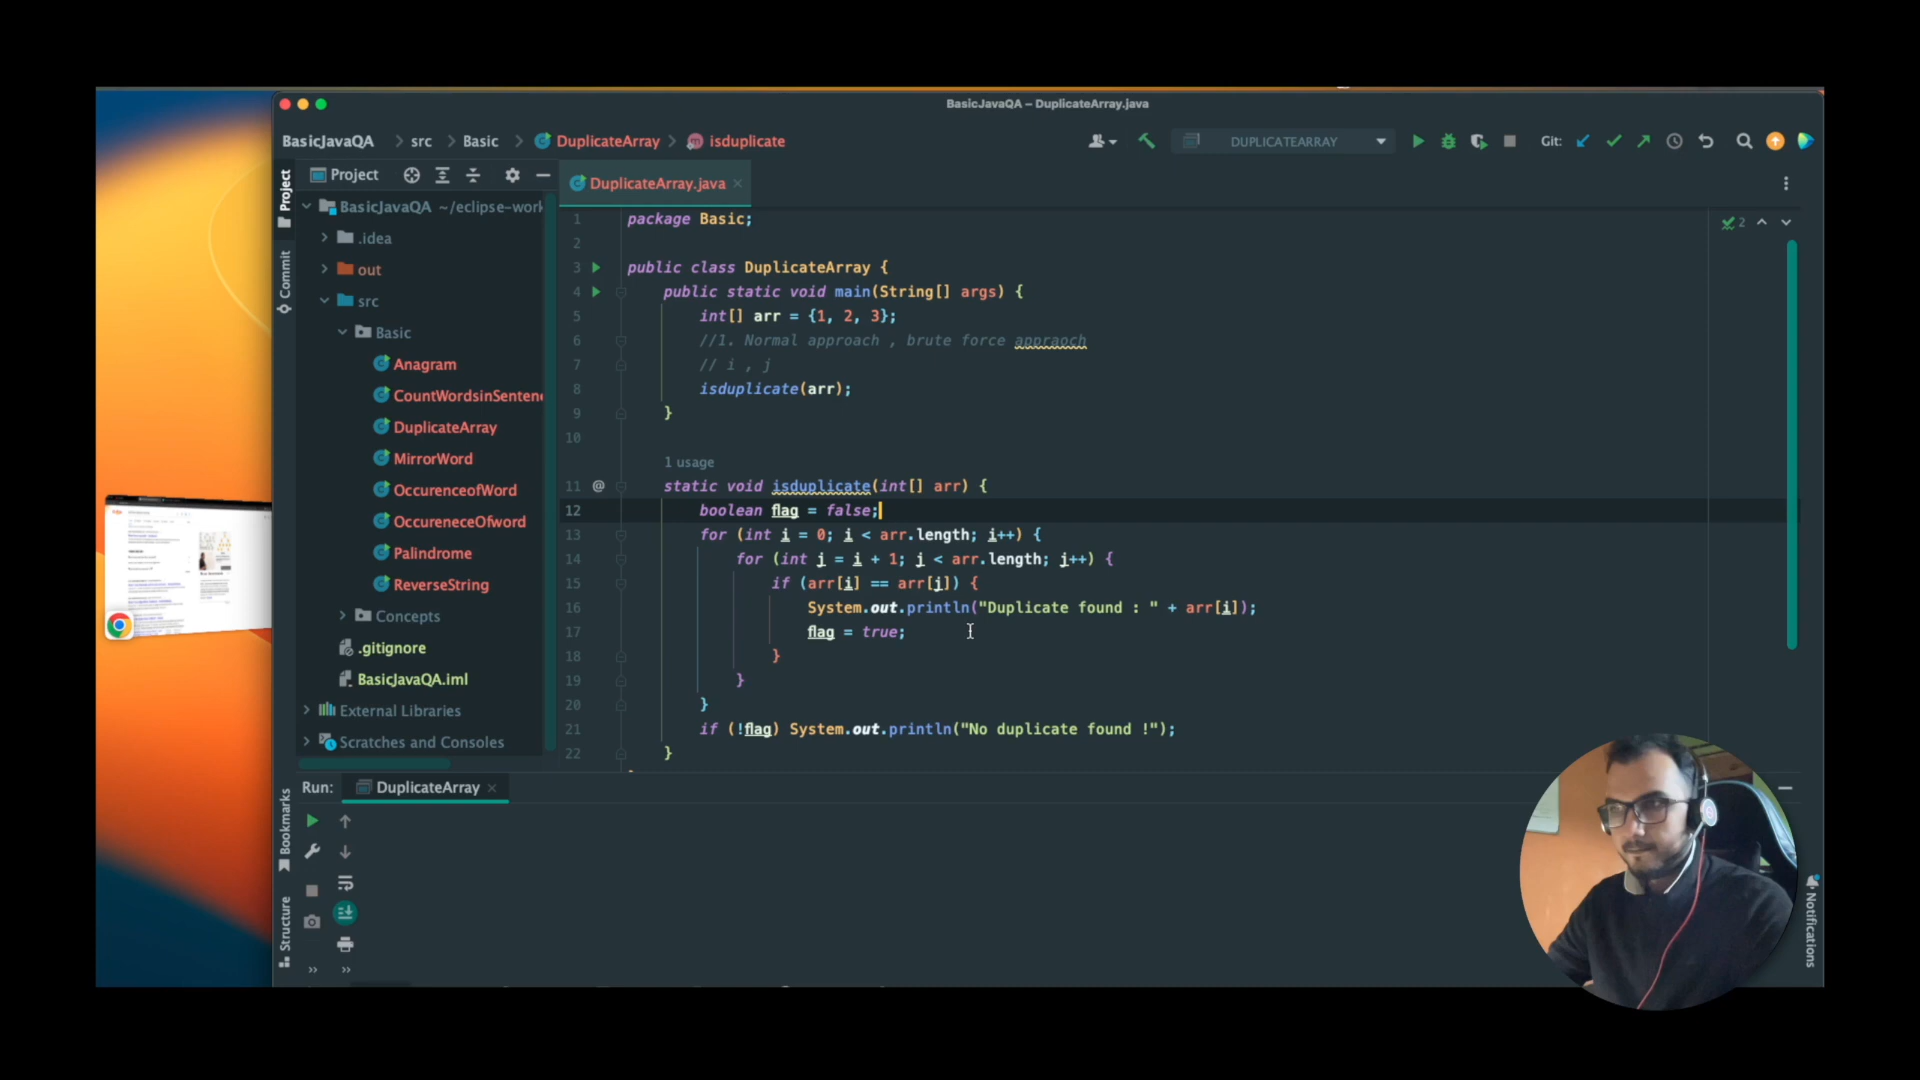 BasicJavaQA – DuplicateArray.java
BasicJavaQA > src > Basic > DuplicateArray > isduplicate
DUPLICATEARRAY
Git:
Project
Commit
Bookmarks
Structure
Notifications
Project
BasicJavaQA ~/eclipse-work
.idea
out
src
Basic
Anagram
CountWordsinSenten
DuplicateArray
MirrorWord
OccurenceofWord
OccureneceOfword
Palindrome
ReverseString
Concepts
.gitignore
BasicJavaQA.iml
External Libraries
Scratches and Consoles
DuplicateArray.java
2
1 package Basic;
2
3 public class DuplicateArray {
4 public static void main(String[] args) {
5 int[] arr = {1, 2, 3};
6 //1. Normal approach , brute force appraoch
7 // i , j
8 isduplicate(arr);
9 }
10
1 usage
11 @ static void isduplicate(int[] arr) {
12 boolean flag = false;
13 for (int i = 0; i < arr.length; i++) {
14 for (int j = i + 1; j < arr.length; j++) {
15 if (arr[i] == arr[j]) {
16 System.out.println("Duplicate found : " + arr[i]);
17 flag = true;
18 }
19 }
20 }
21 if (!flag) System.out.println("No duplicate found !");
22 }
Run: DuplicateArray